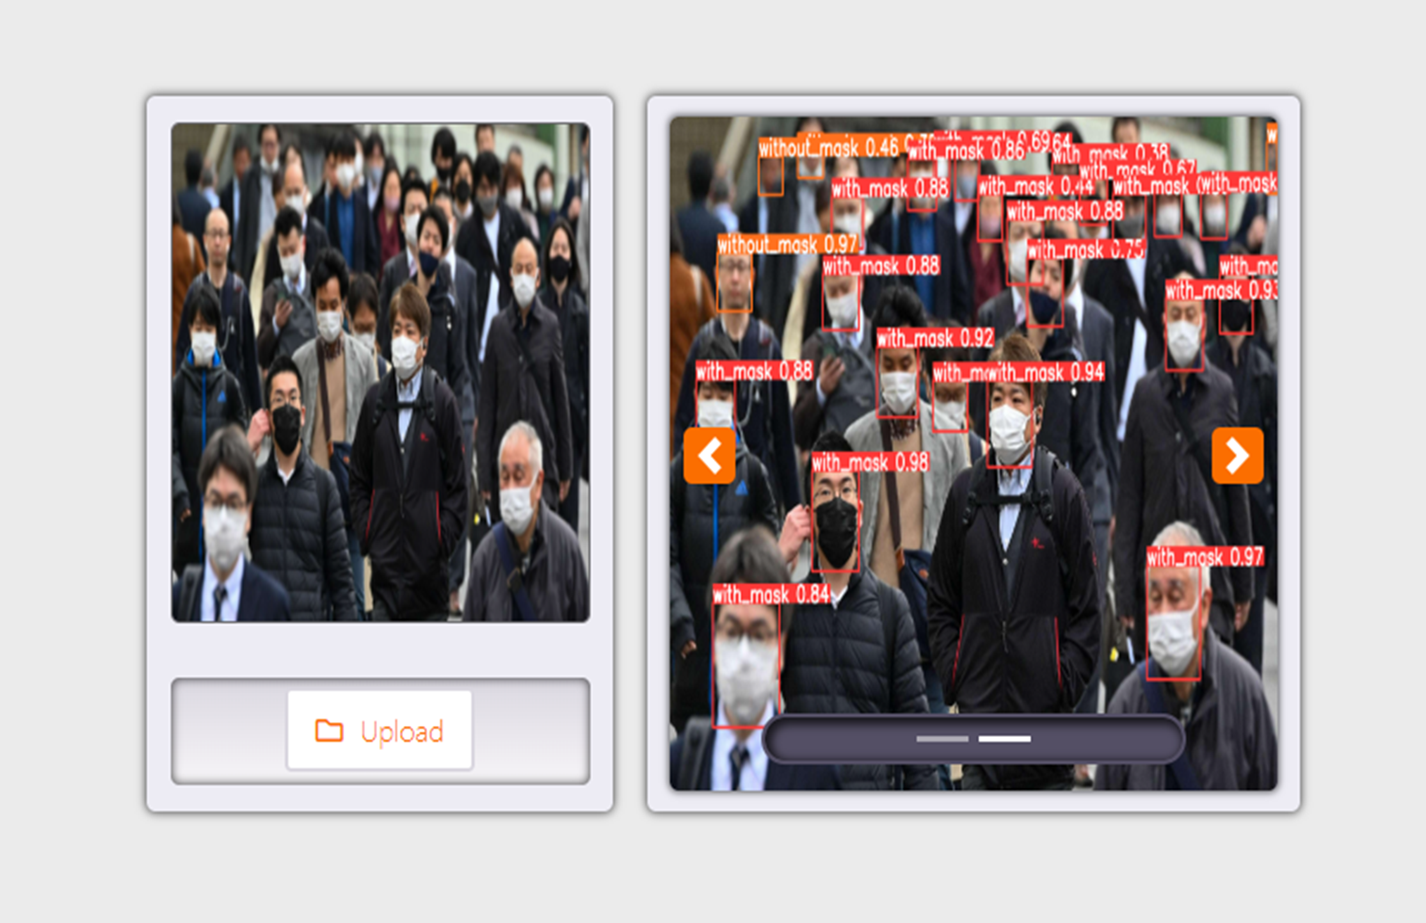 without_mask 0.46
with_mask 0.86
with_mask 0.38
with_mask 0.67
with_mask 0.88
with_mask 0.44
with_mask
with_mask
with_mask 0.88
without_mask 0.97
with_mask 0.75
with_mask 0.88
with_mask 0.93
with_mask 0.92
with_mask 0.88
with_mask 0.94
with_mask 0.98
with_mask 0.97
with_mask 0.84
Upload